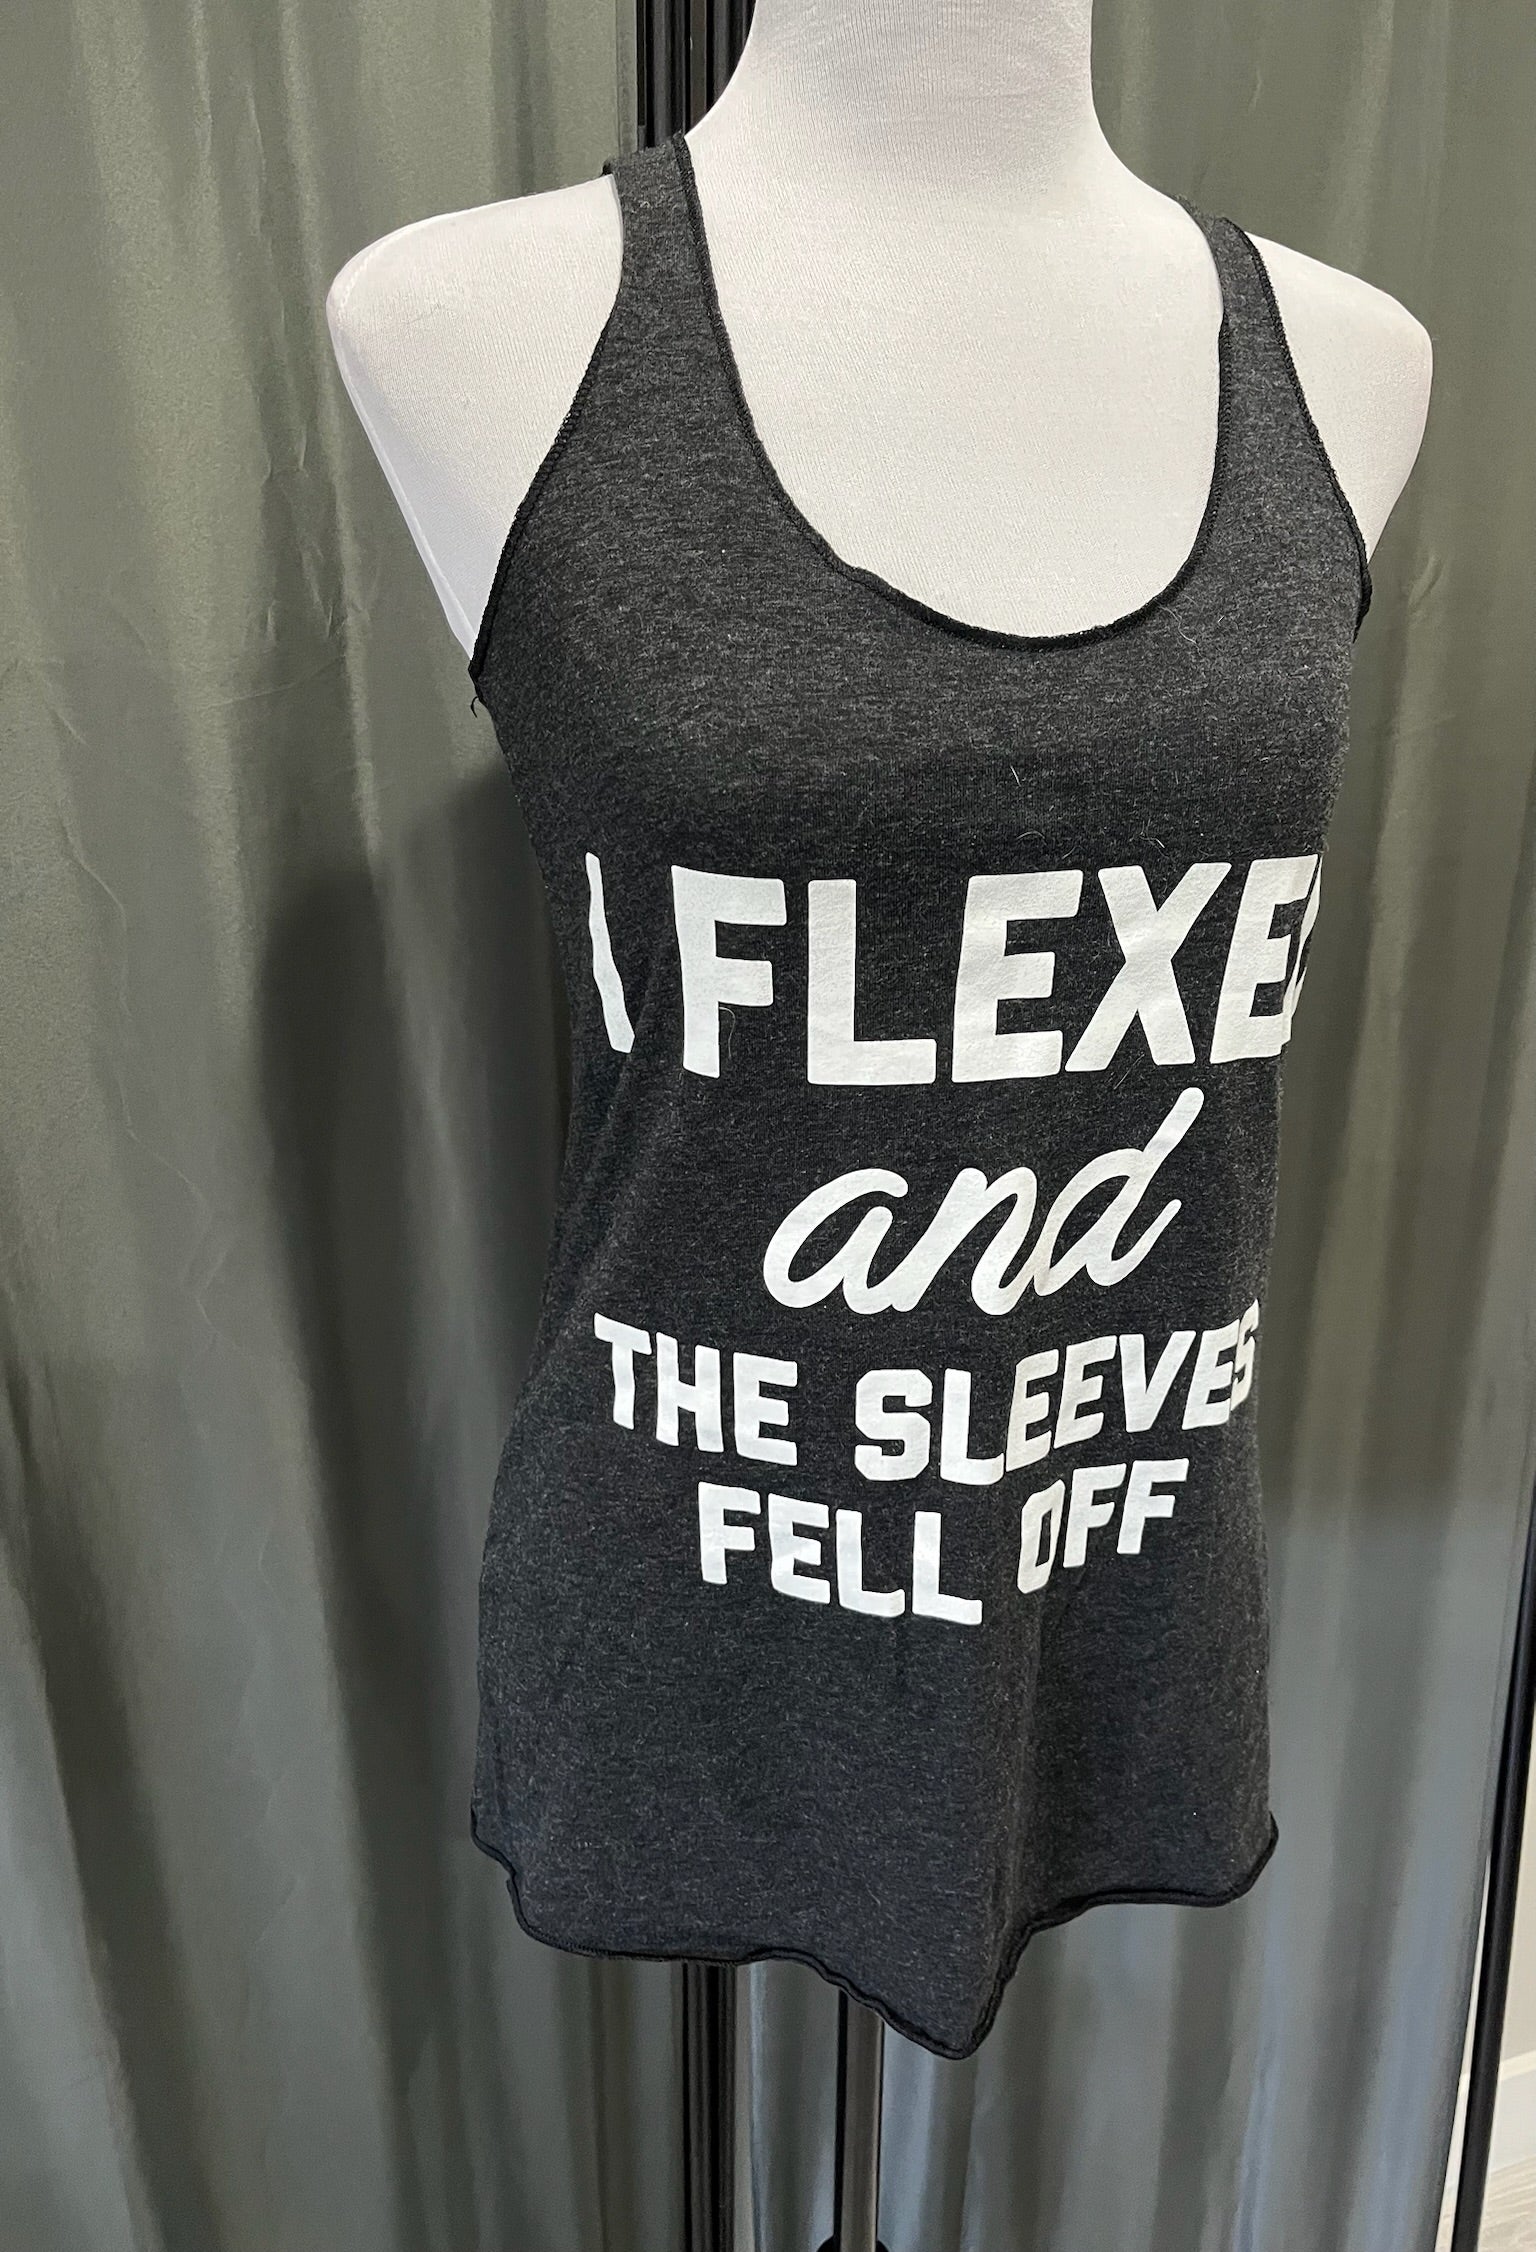 I FLEXED
and
THE SLEEVES
FELL OFF